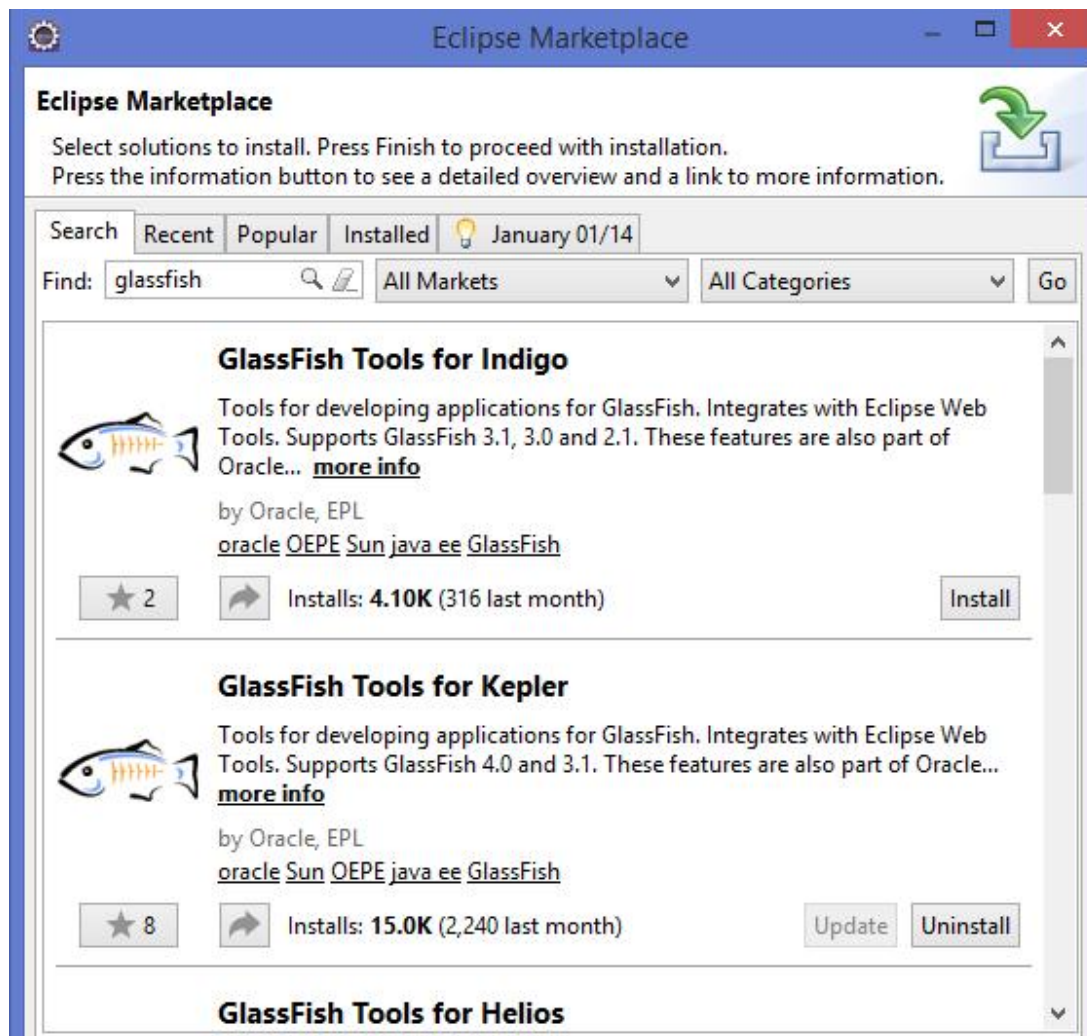 Eclipse Marketplace
Eclipse Marketplace
Select solutions to install. Press Finish to proceed with installation.
Press the information button to see a detailed overview and a link to more information.
Search Recent Popular Installed January 01/14
Find: glassfish All Markets All Categories Go
GlassFish Tools for Indigo
Tools for developing applications for GlassFish. Integrates with Eclipse Web
Tools. Supports GlassFish 3.1, 3.0 and 2.1. These features are also part of
Oracle... more info
by Oracle, EPL
oracle OEPE Sun java ee GlassFish
2 Installs: 4.10K (316 last month) Install
GlassFish Tools for Kepler
Tools for developing applications for GlassFish. Integrates with Eclipse Web
Tools. Supports GlassFish 4.0 and 3.1. These features are also part of Oracle...
more info
by Oracle, EPL
oracle Sun OEPE java ee GlassFish
8 Installs: 15.0K (2,240 last month) Update Uninstall
GlassFish Tools for Helios